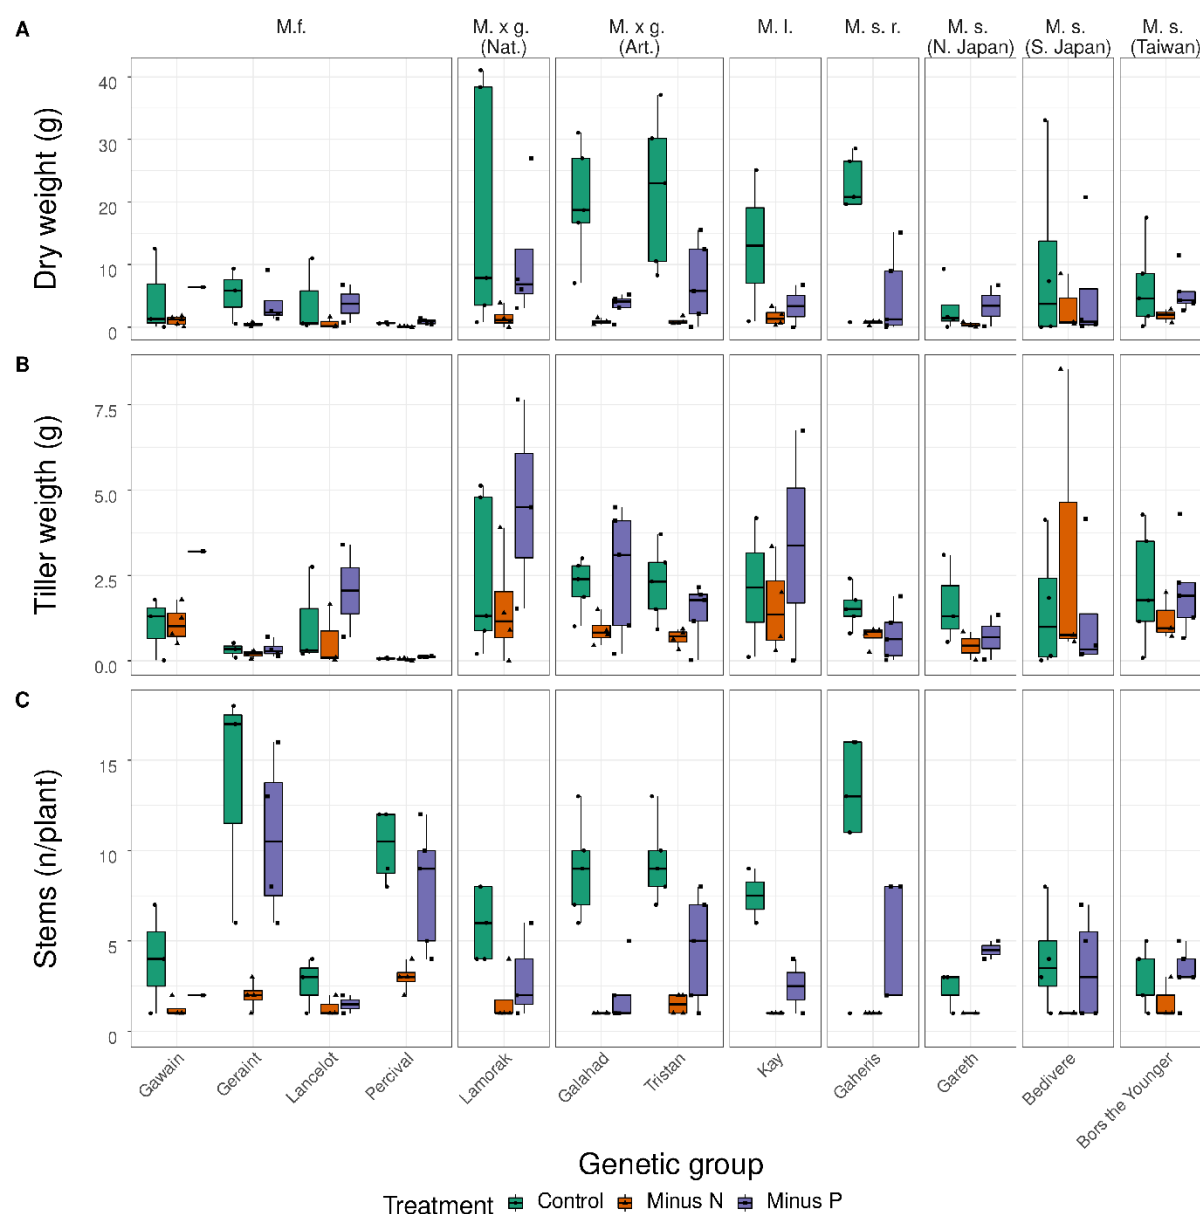 A
M.f.
M. x g.
(Nat.)
M. x g.
(Art.)
M. l.
M. s. r.
M. s.
(N. Japan)
M. s.
(S. Japan)
M. s.
(Taiwan)
Dry weight (g)
40
30
20
10
0
B
Tiller weigth (g)
7.5
5.0
2.5
0.0
C
Stems (n/plant)
15
10
5
0
Gawain
Geraint
Lancelot
Percival
Lamorak
Galahad
Tristan
Kay
Gaheris
Gareth
Bedivere
Bors the Younger
Genetic group
Treatment Control Minus N Minus P